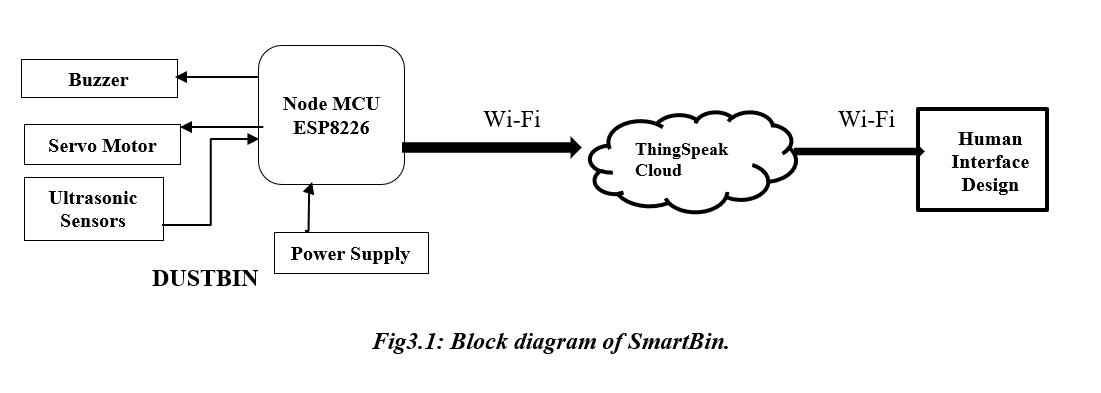 Buzzer
Servo Motor
Ultrasonic
Sensors
Node MCU
ESP8226
Power Supply
DUSTBIN
Wi-Fi
ThingSpeak
Cloud
Wi-Fi
Human
Interface
Design
Fig3.1: Block diagram of SmartBin.